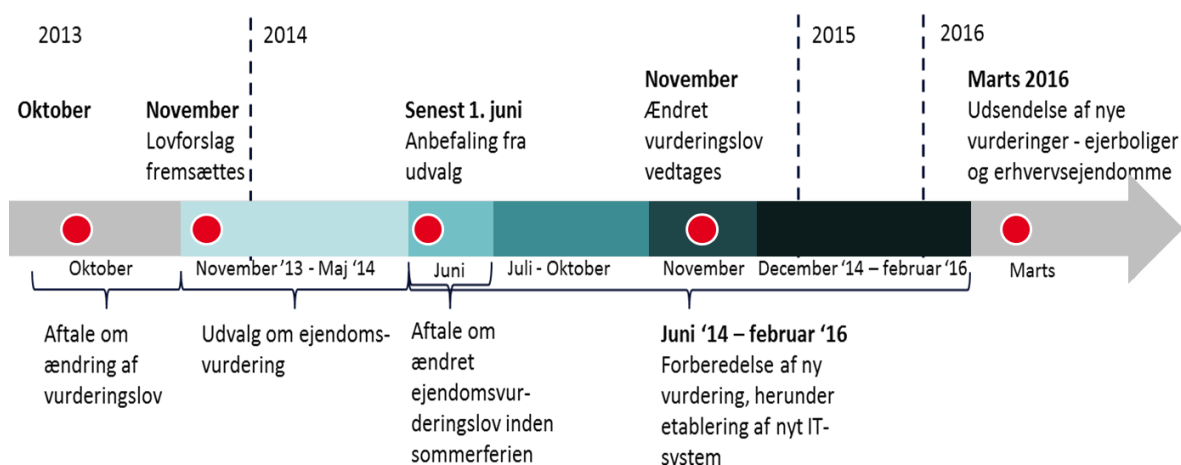 2013
2014
2015
2016
Oktober
November
Lovforslag
fremsættes
Senest 1. juni
Anbefaling fra
udvalg
November
Ændret
vurderingslov
vedtages
Marts 2016
Udsendelse af nye
vurderinger - ejerboliger
og erhvervsejendomme
Oktober
November '13 - Maj '14
Juni
Juli - Oktober
November
December '14 – februar '16
Marts
Aftale om
ændring af
vurderingslov
Udvalg om ejendoms-
vurdering
Aftale om
ændret
ejendomsvur-
deringslov inden
sommerferien
Juni '14 – februar '16
Forberedelse af ny
vurdering, herunder
etablering af nyt IT-
system